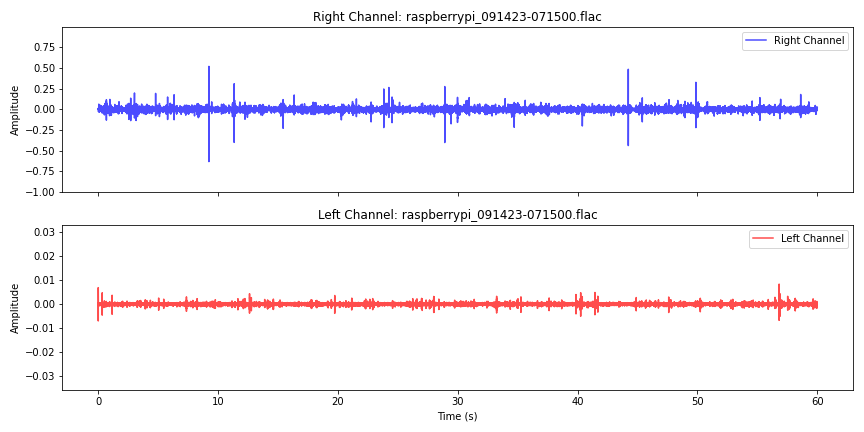 Right Channel: raspberrypi_091423-071500.flac
Right Channel
Amplitude
0.75
0.50
0.25
0.00
−0.25
−0.50
−0.75
−1.00
Left Channel: raspberrypi_091423-071500.flac
Left Channel
Amplitude
0.03
0.02
0.01
0.00
−0.01
−0.02
−0.03
0 10 20 30 40 50 60
Time (s)